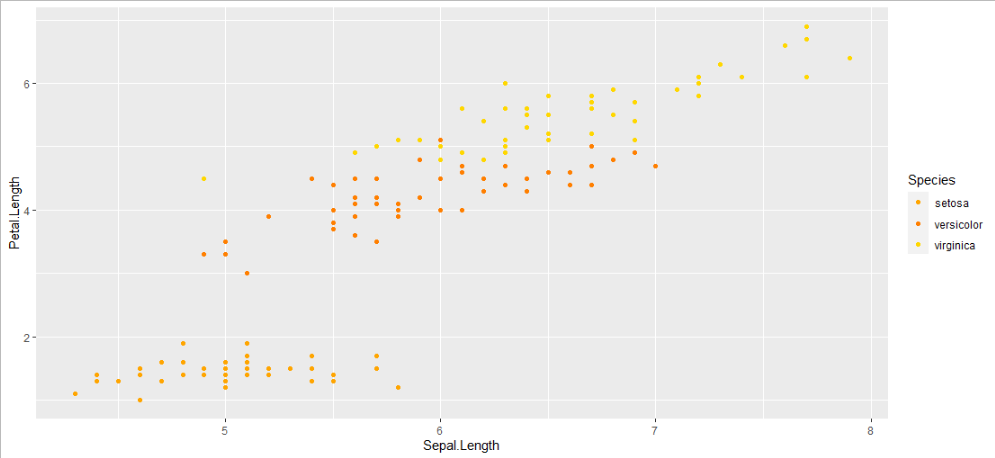 6
4
2
Petal.Length
5
6
7
8
Sepal.Length
Species
setosa
versicolor
virginica